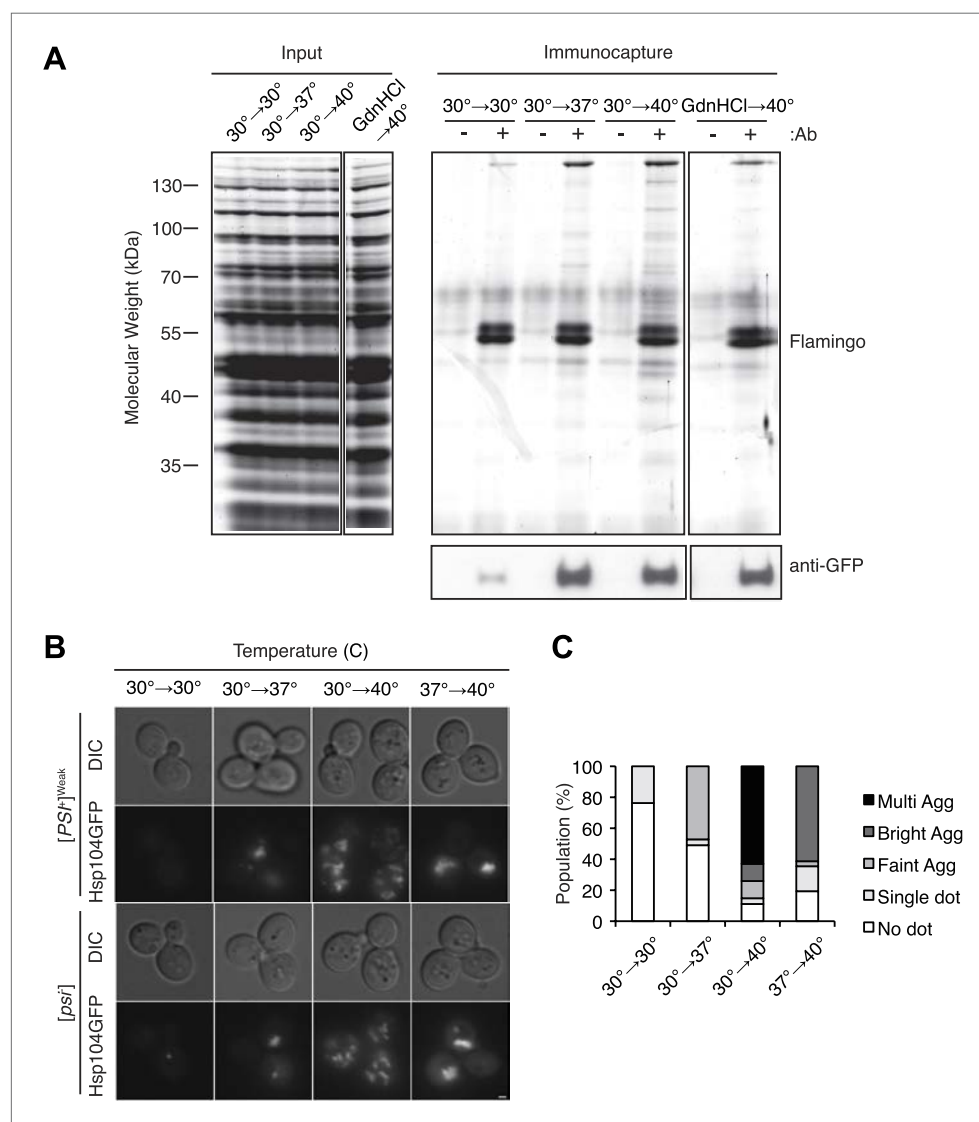 A
Input
Immunocapture
30°→30°
30°→37°
30°→40°
GdnHCl
→40°
30°→30° 30°→37° 30°→40° GdnHCl→40°
- + - + - + - + :Ab
Molecular Weight (kDa)
130
100
70
55
40
35
Flamingo
anti-GFP
B
Temperature (C)
30°→30° 30°→37° 30°→40° 37°→40°
[PSI+]Weak
DIC
Hsp104GFP
[psi-]
DIC
Hsp104GFP
C
Population (%)
100
80
60
40
20
0
30°→30°
30°→37°
30°→40°
37°→40°
Multi Agg
Bright Agg
Faint Agg
Single dot
No dot